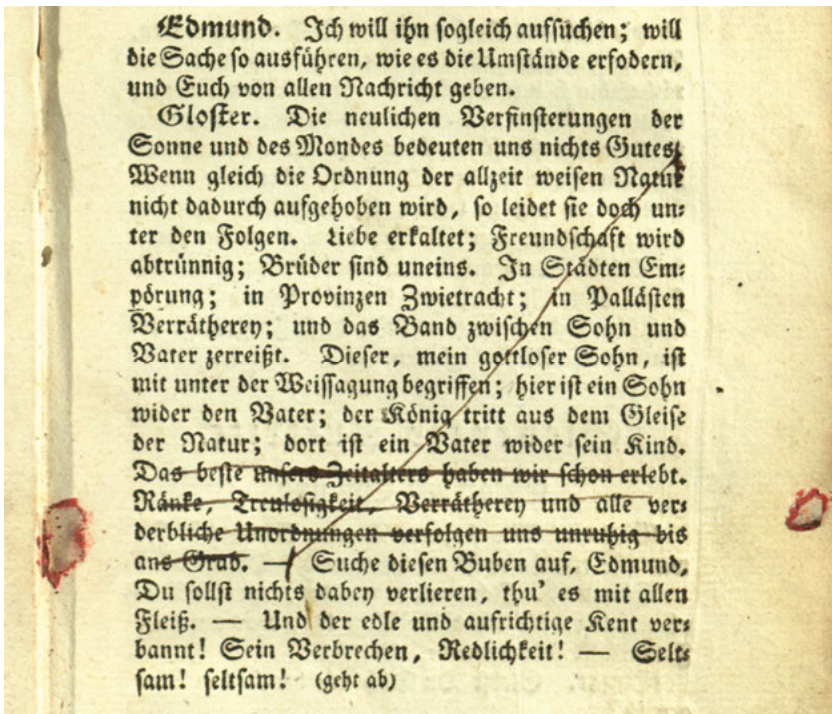 Edmund. Ich will ihn sogleich aufsuchen; will
die Sache so ausführen, wie es die Umstände erfodern,
und Euch von allen Nachricht geben.
Gloster. Die neulichen Verfinsterungen der
Sonne und des Mondes bedeuten uns nichts Gutes.
Wenn gleich die Ordnung der allzeit weisen Natur
nicht dadurch aufgehoben wird, so leidet sie doch un-
ter den Folgen. Liebe erkaltet; Freundschaft wird
abtrünnig; Brüder sind uneins. In Städten Em-
pörung; in Provinzen Zwietracht; in Pallästen
Verrätherey; und das Band zwischen Sohn und
Vater zerreißt. Dieser, mein gottloser Sohn, ist
mit unter der Weissagung begriffen; hier ist ein Sohn
wider den Vater; der König tritt aus dem Gleise
der Natur; dort ist ein Vater wider sein Kind.
Das beste unsers Zeitalters haben wir schon erlebt.
Ränke, Treulosigkeit, Verrätherey und alle ver-
derbliche Unordnungen verfolgen uns unruhig bis
ans Grab. — Suche diesen Buben auf, Edmund,
Du sollst nichts dabey verlieren, thu' es mit allen
Fleiß. — Und der edle und aufrichtige Kent ver-
bannt! Sein Verbrechen, Redlichkeit! — Selt-
sam! seltsam! (geht ab)